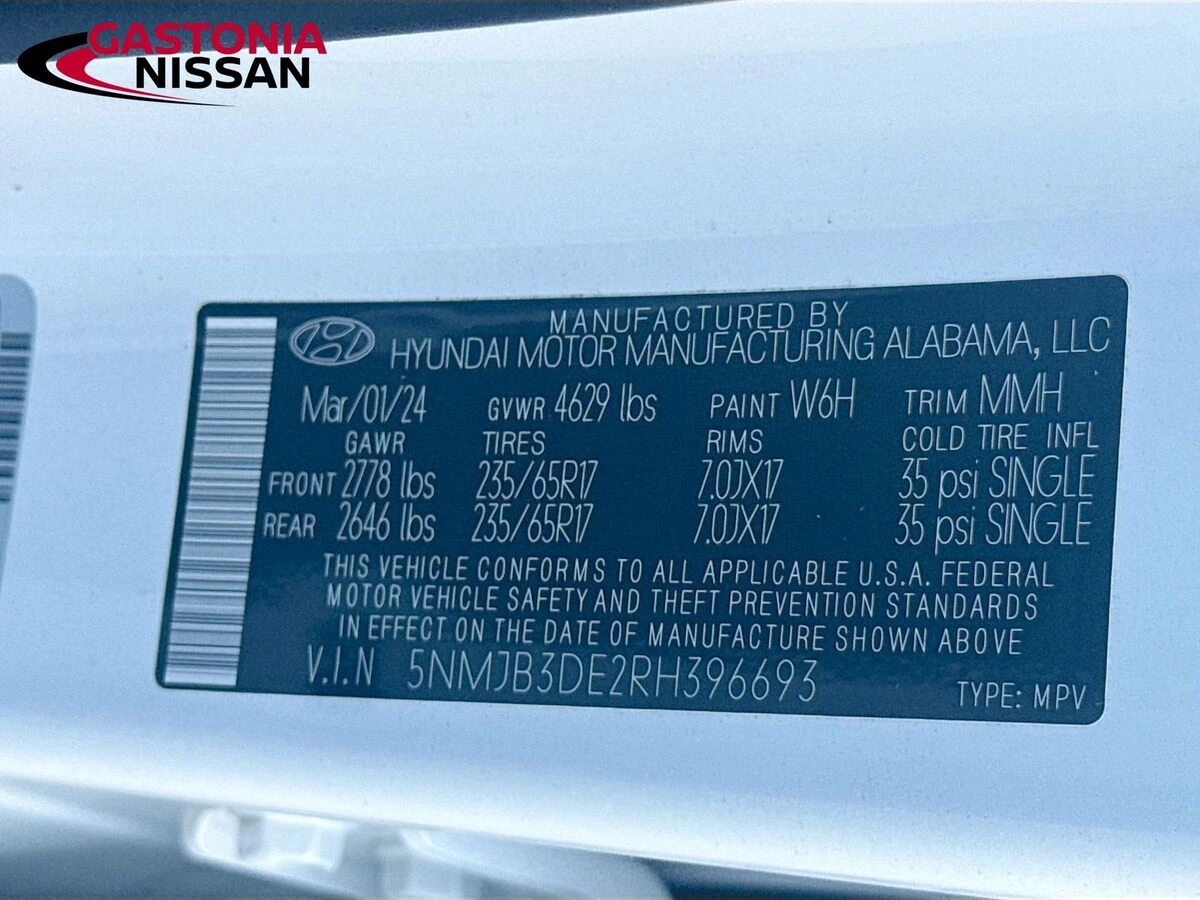 GASTONIA
NISSAN
MANUFACTURED BY
HYUNDAI MOTOR MANUFACTURING ALABAMA, LLC
Mar/01/24 GVWR 4629 lbs PAINT W6H TRIM MMH
GAWR TIRES RIMS COLD TIRE INFL
FRONT 2778 lbs 235/65R17 7.0JX17 35 psi SINGLE
REAR 2646 lbs 235/65R17 7.0JX17 35 psi SINGLE
THIS VEHICLE CONFORMS TO ALL APPLICABLE U.S.A. FEDERAL
MOTOR VEHICLE SAFETY AND THEFT PREVENTION STANDARDS
IN EFFECT ON THE DATE OF MANUFACTURE SHOWN ABOVE
V.I.N 5NMJB3DE2RH396693 TYPE: MPV